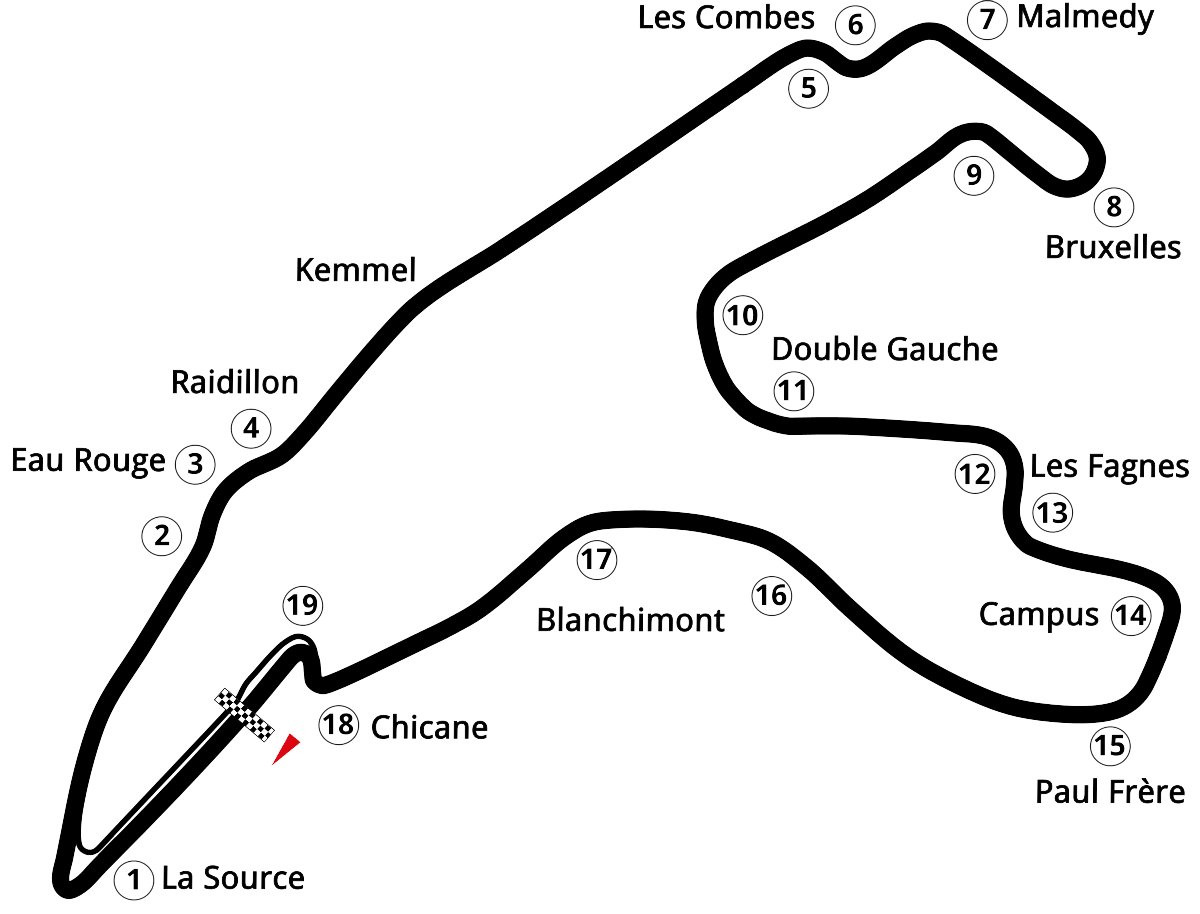 Les Combes 6 7 Malmedy
5
9
8
Bruxelles
Kemmel
10
Double Gauche
11
Raidillon
4
Eau Rouge 3
12 Les Fagnes
13
2
17
16
Blanchimont
19
Campus 14
18 Chicane
15
Paul Frère
1 La Source